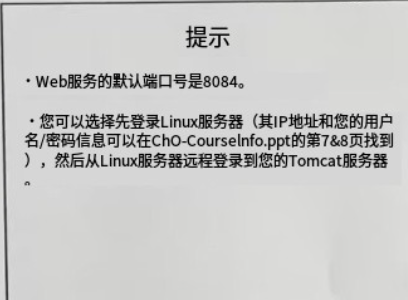 提示
·Web服务的默认端口号是8084。
·您可以选择先登录Linux服务器（其IP地址和您的用户
名/密码信息可以在ChO-CourseInfo.ppt的第7&8页找到
），然后从Linux服务器远程登录到您的Tomcat服务器
。